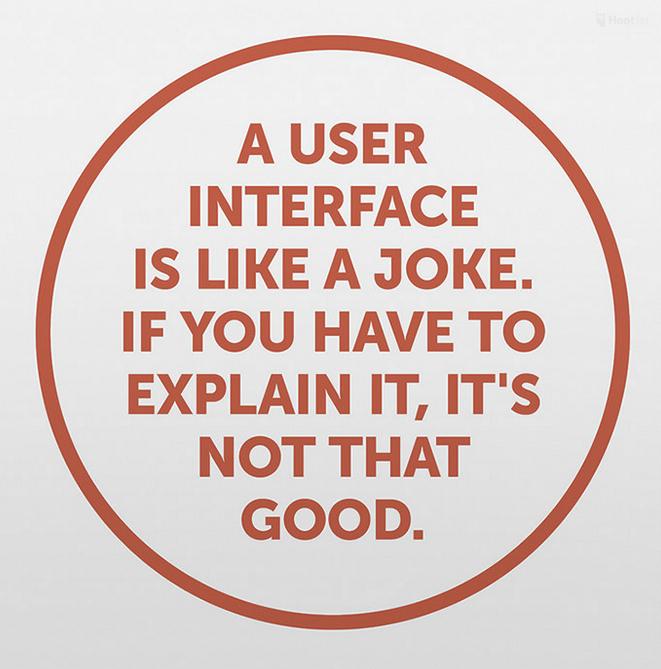 A USER
INTERFACE
IS LIKE A JOKE.
IF YOU HAVE TO
EXPLAIN IT, IT'S
NOT THAT
GOOD.